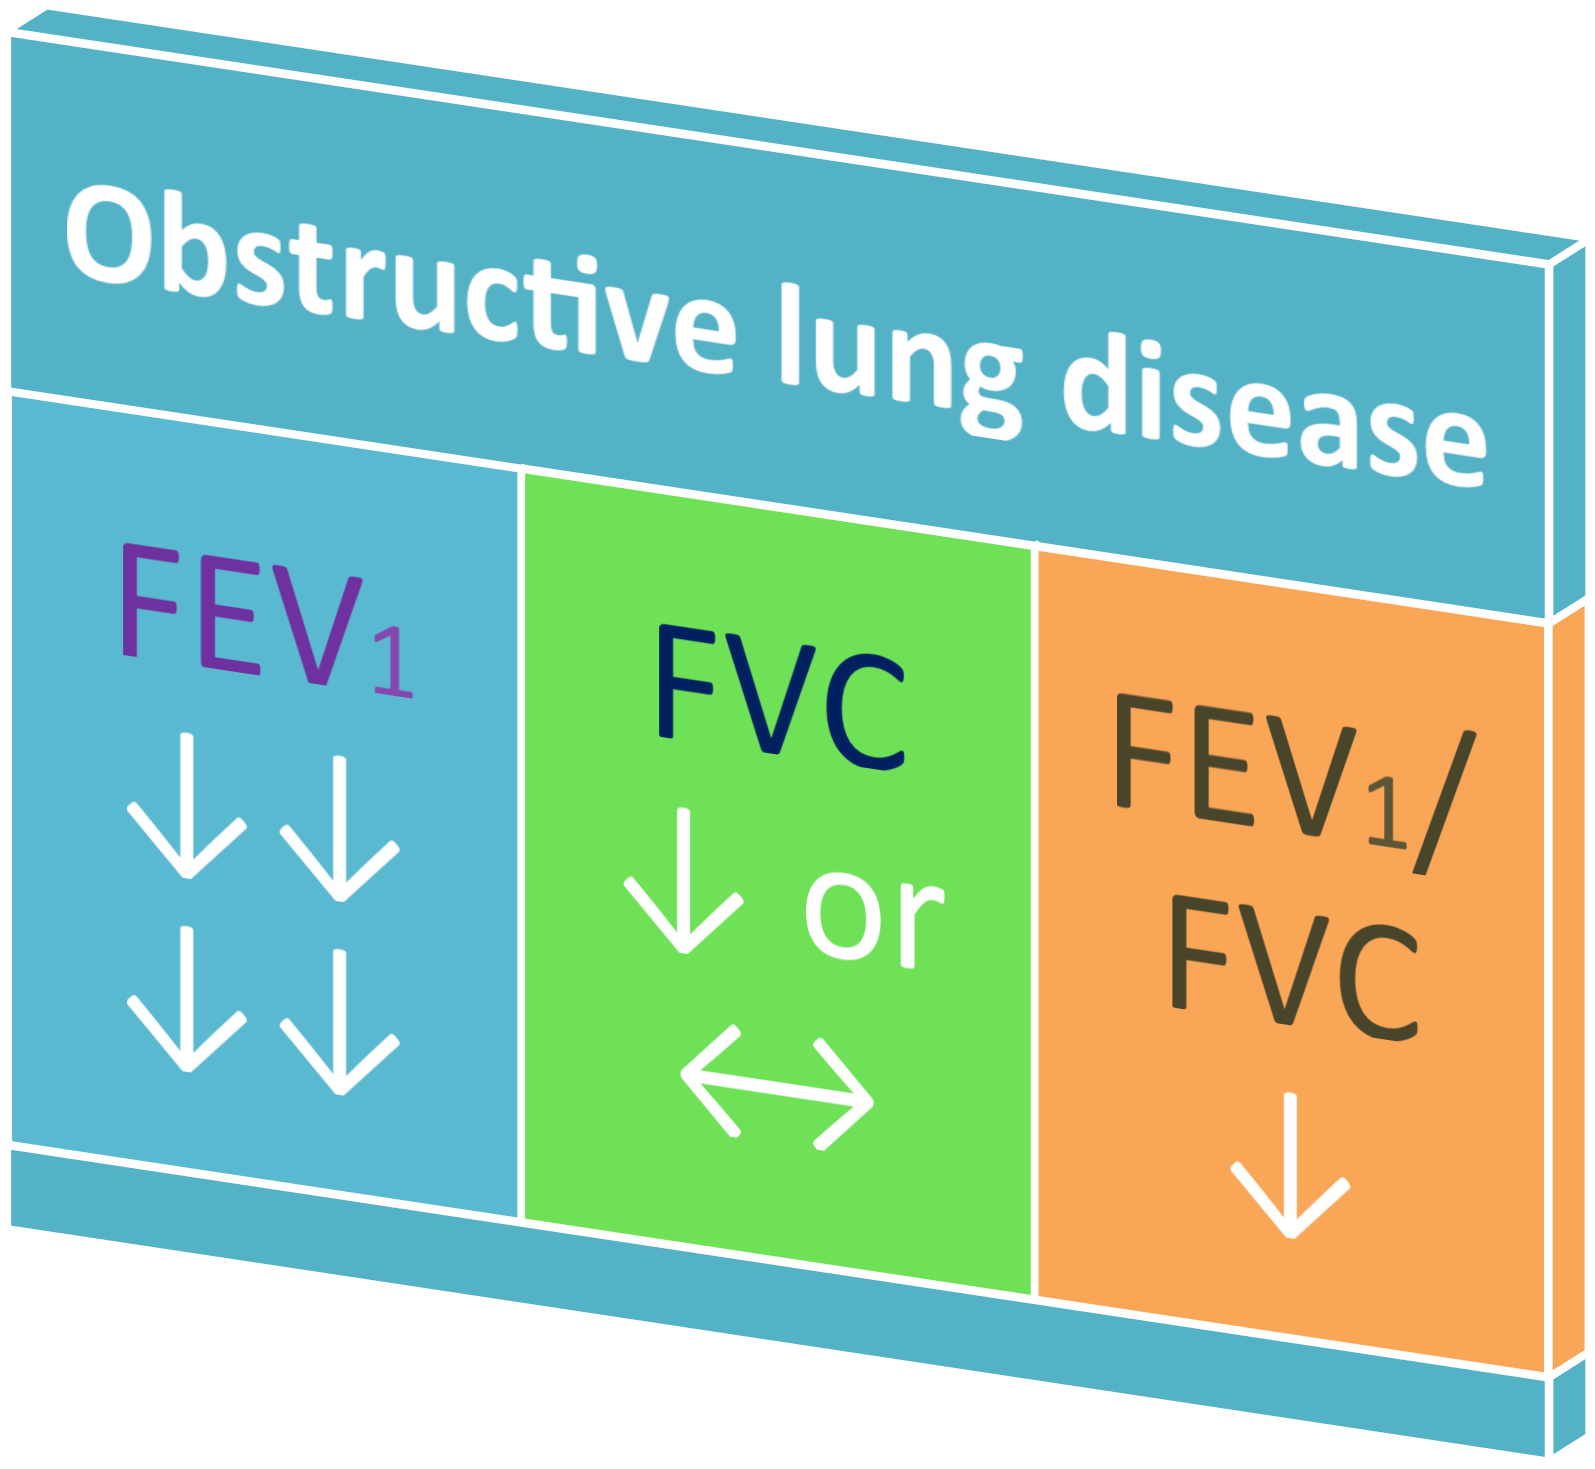 Obstructive lung disease
FEV₁
↓ ↓
↓ ↓
FVC
↓ or
↔
FEV₁/
FVC
↓